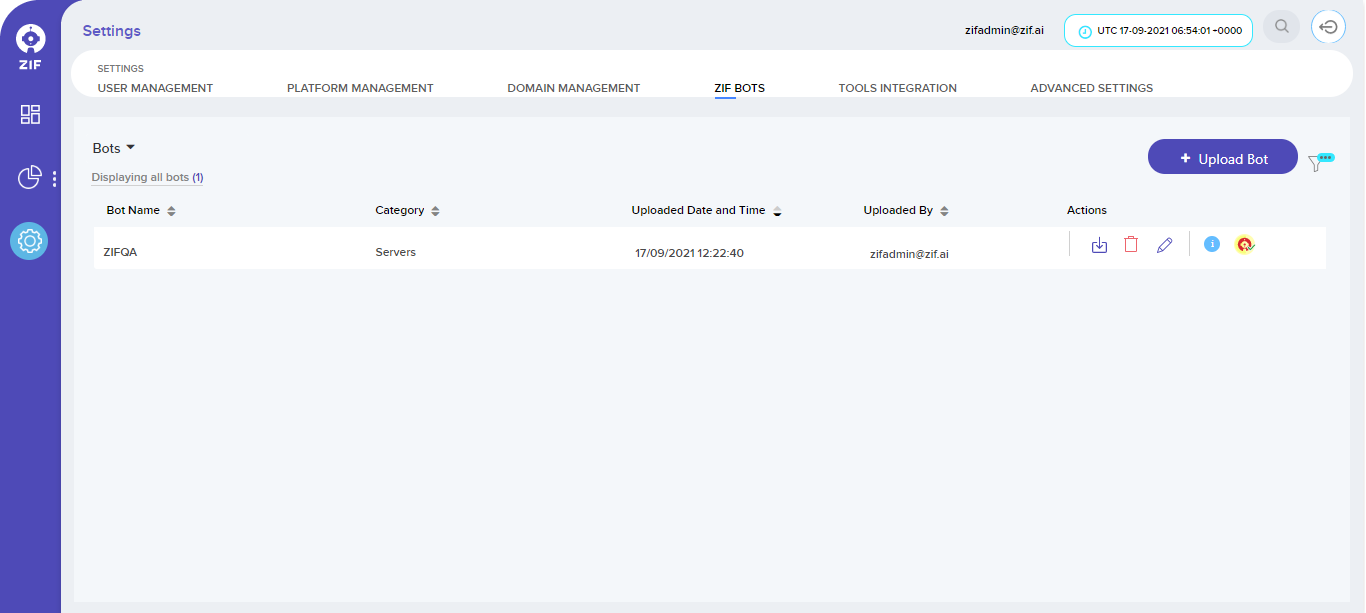 ZIF
Settings
zifadmin@zif.ai
UTC 17-09-2021 06:54:01 +0000
SETTINGS
USER MANAGEMENT PLATFORM MANAGEMENT DOMAIN MANAGEMENT ZIF BOTS TOOLS INTEGRATION ADVANCED SETTINGS
Bots
+ Upload Bot
Displaying all bots (1)
Bot Name Category Uploaded Date and Time Uploaded By Actions
ZIFQA Servers 17/09/2021 12:22:40 zifadmin@zif.ai